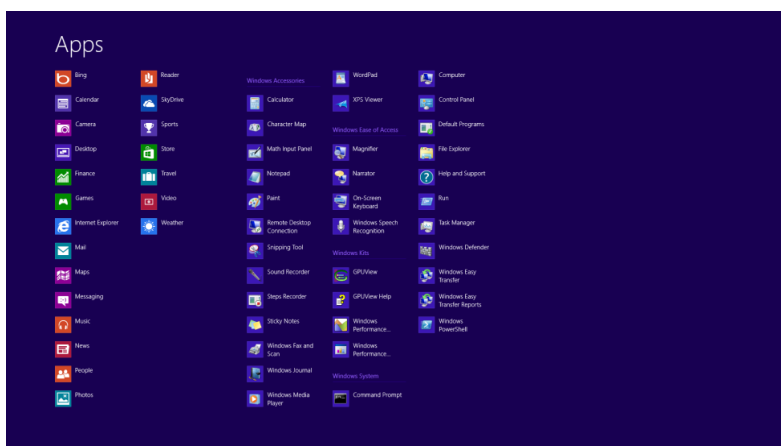 Apps
Bing
Calendar
Camera
Desktop
Finance
Games
Internet Explorer
Mail
Maps
Messaging
Music
News
People
Photos
Reader
SkyDrive
Sports
Store
Travel
Video
Weather
Windows Accessories
Calculator
Character Map
Math Input Panel
Notepad
Paint
Remote Desktop
Connection
Snipping Tool
Sound Recorder
Steps Recorder
Sticky Notes
Windows Fax and
Scan
Windows Journal
Windows Media
Player
WordPad
XPS Viewer
Windows Ease of Access
Magnifier
Narrator
On-Screen
Keyboard
Windows Speech
Recognition
Windows Kits
GPUView
GPUView Help
Windows
Performance...
Windows
Performance...
Windows System
Command Prompt
Computer
Control Panel
Default Programs
File Explorer
Help and Support
Run
Task Manager
Windows Defender
Windows Easy
Transfer
Windows Easy
Transfer Reports
Windows
PowerShell